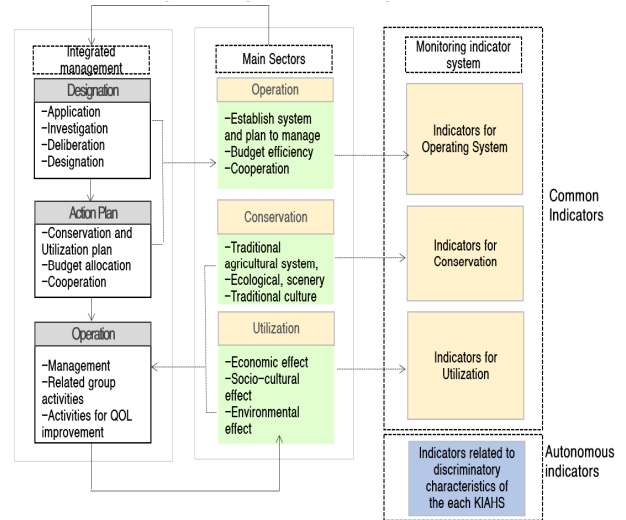 Integrated
management
Designation
-Application
-Investigation
-Deliberation
-Designation
Action Plan
-Conservation and
Utilization plan
-Budget allocation
-Cooperation
Operation
-Management
-Related group
activities
-Activities for QOL
improvement
Main Sectors
Operation
-Establish system
and plan to manage
-Budget efficiency
-Cooperation
Conservation
-Traditional
agricultural system,
-Ecological, scenery
-Traditional culture
Utilization
-Economic effect
-Socio-cultural
effect
-Environmental
effect
Monitoring indicator
system
Indicators for
Operating System
Indicators for
Conservation
Indicators for
Utilization
Common
Indicators
Indicators related to
discriminatory
characteristics of
the each KIAHS
Autonomous
indicators